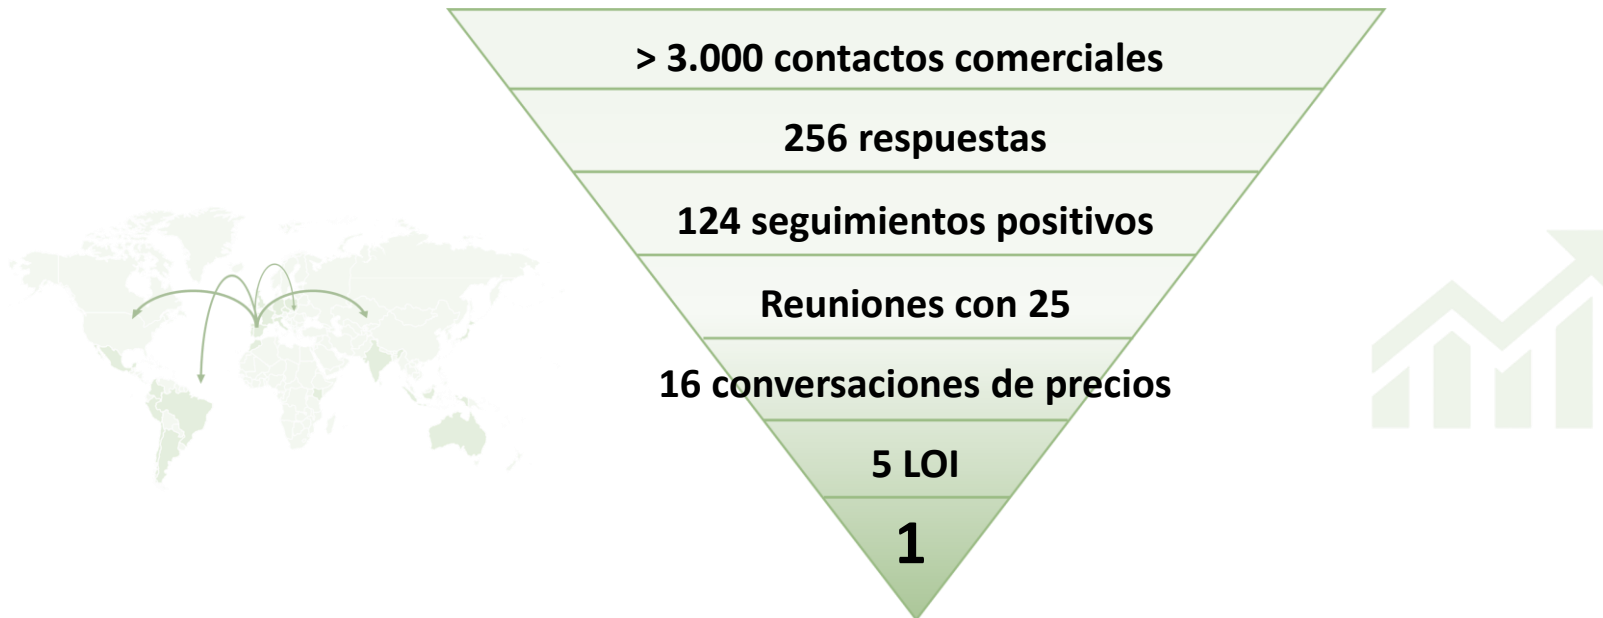 > 3.000 contactos comerciales
256 respuestas
124 seguimientos positivos
Reuniones con 25
16 conversaciones de precios
5 LOI
1